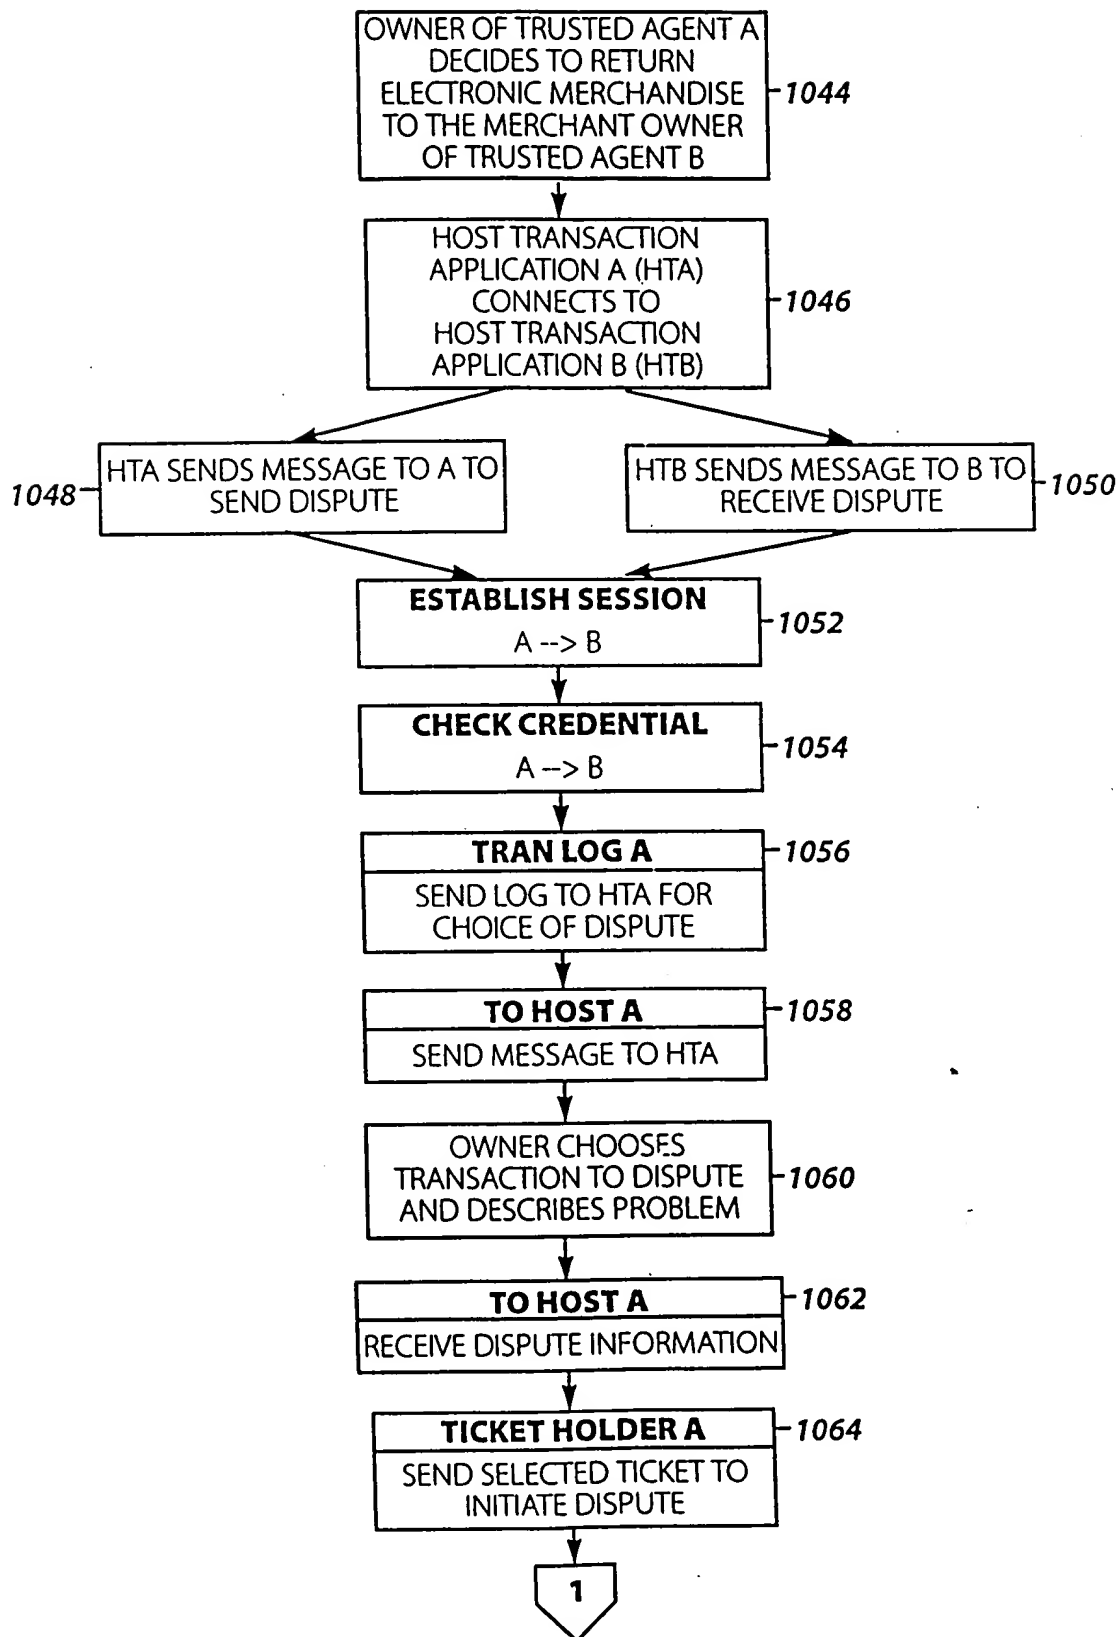 OWNER OF TRUSTED AGENT A
DECIDES TO RETURN
ELECTRONIC MERCHANDISE
TO THE MERCHANT OWNER
OF TRUSTED AGENT B
1044
HOST TRANSACTION
APPLICATION A (HTA)
CONNECTS TO
HOST TRANSACTION
APPLICATION B (HTB)
1046
1048
HTA SENDS MESSAGE TO A TO
SEND DISPUTE
HTB SENDS MESSAGE TO B TO
RECEIVE DISPUTE
1050
ESTABLISH SESSION
A --> B
1052
CHECK CREDENTIAL
A --> B
1054
TRAN LOG A
1056
SEND LOG TO HTA FOR
CHOICE OF DISPUTE
TO HOST A
1058
SEND MESSAGE TO HTA
OWNER CHOOSES
TRANSACTION TO DISPUTE
AND DESCRIBES PROBLEM
1060
TO HOST A
1062
RECEIVE DISPUTE INFORMATION
TICKET HOLDER A
1064
SEND SELECTED TICKET TO
INITIATE DISPUTE
1